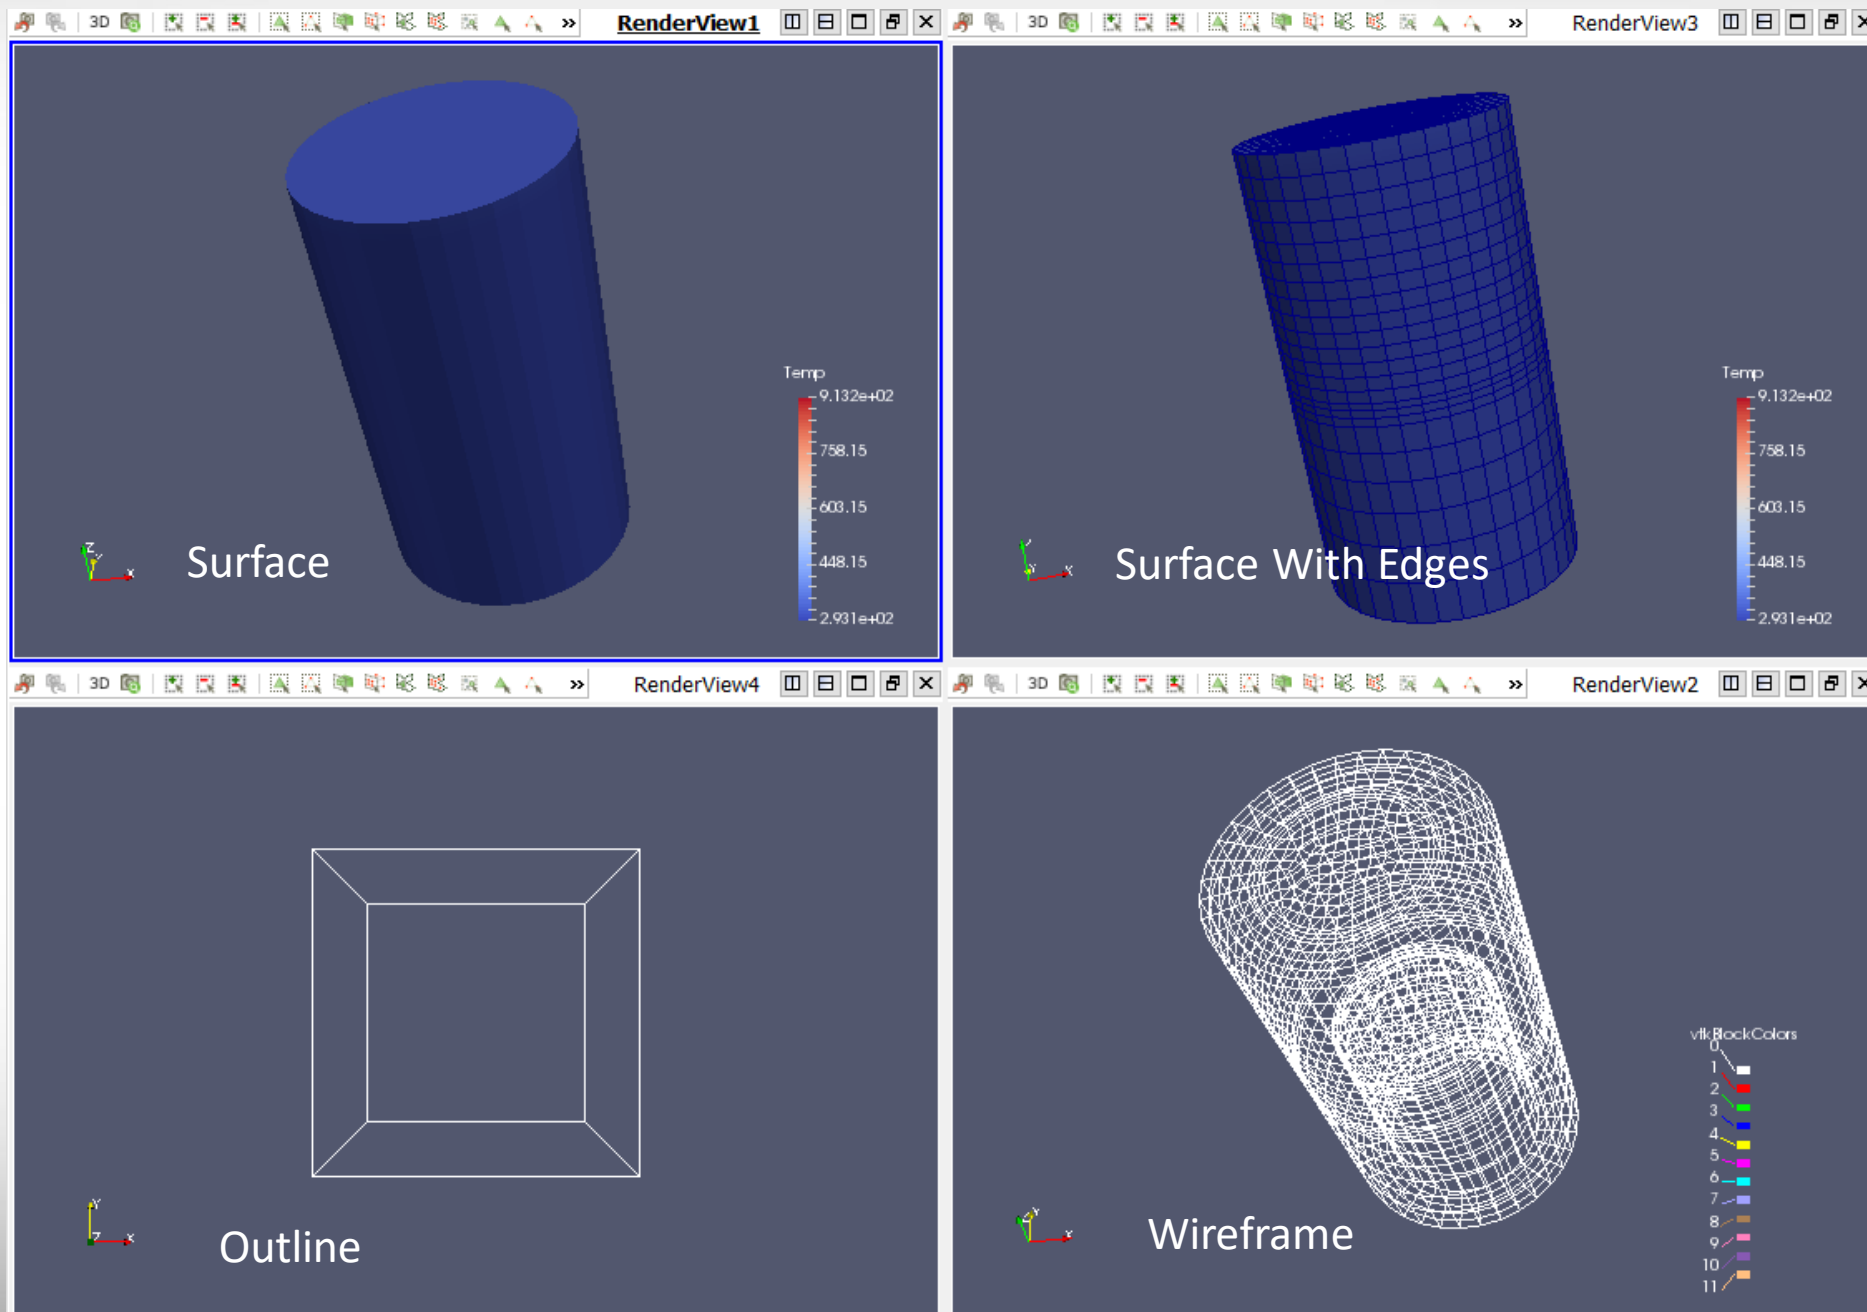 3D
»
RenderView1
3D
»
RenderView3
Temp
9.132e+02
758.15
603.15
448.15
2.931e+02
Z
Y
X
Surface
Temp
9.132e+02
758.15
603.15
448.15
2.931e+02
Y
X
Surface With Edges
3D
»
RenderView4
3D
»
RenderView2
Y
Z
X
Outline
vtkBlockColors
0
1
2
3
4
5
6
7
8
9
10
11
Y
X
Wireframe